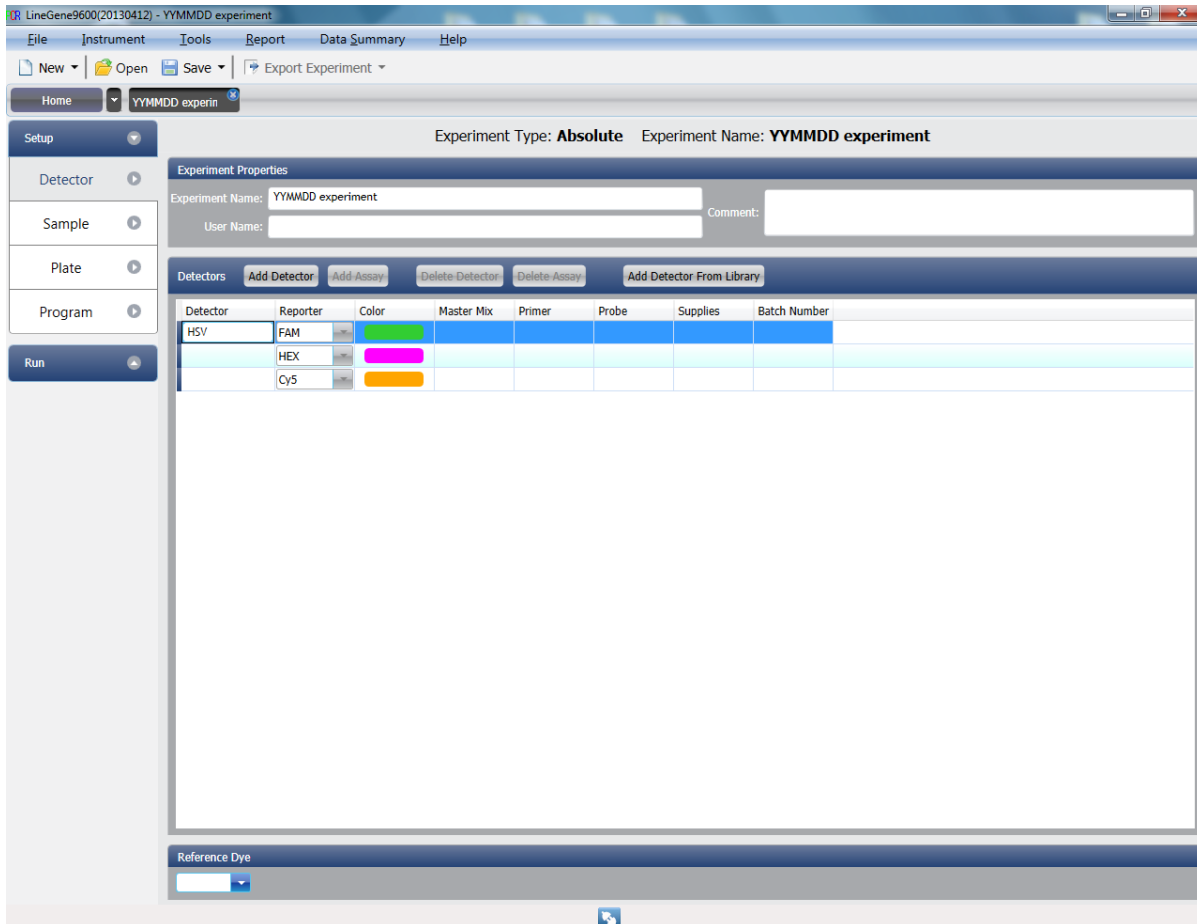 LineGene9600(20130412) - YYMMDD experiment
File Instrument Tools Report Data Summary Help
New Open Save Export Experiment
Home YYMMDD experin
Setup
Experiment Type: Absolute Experiment Name: YYMMDD experiment
Detector
Experiment Properties
Experiment Name: YYMMDD experiment
Comment:
User Name:
Sample
Plate
Detectors Add Detector Add Assay Delete Detector Delete Assay Add Detector From Library
Program
Detector Reporter Color Master Mix Primer Probe Supplies Batch Number
HSV FAM
HEX
Run
Cy5
Reference Dye